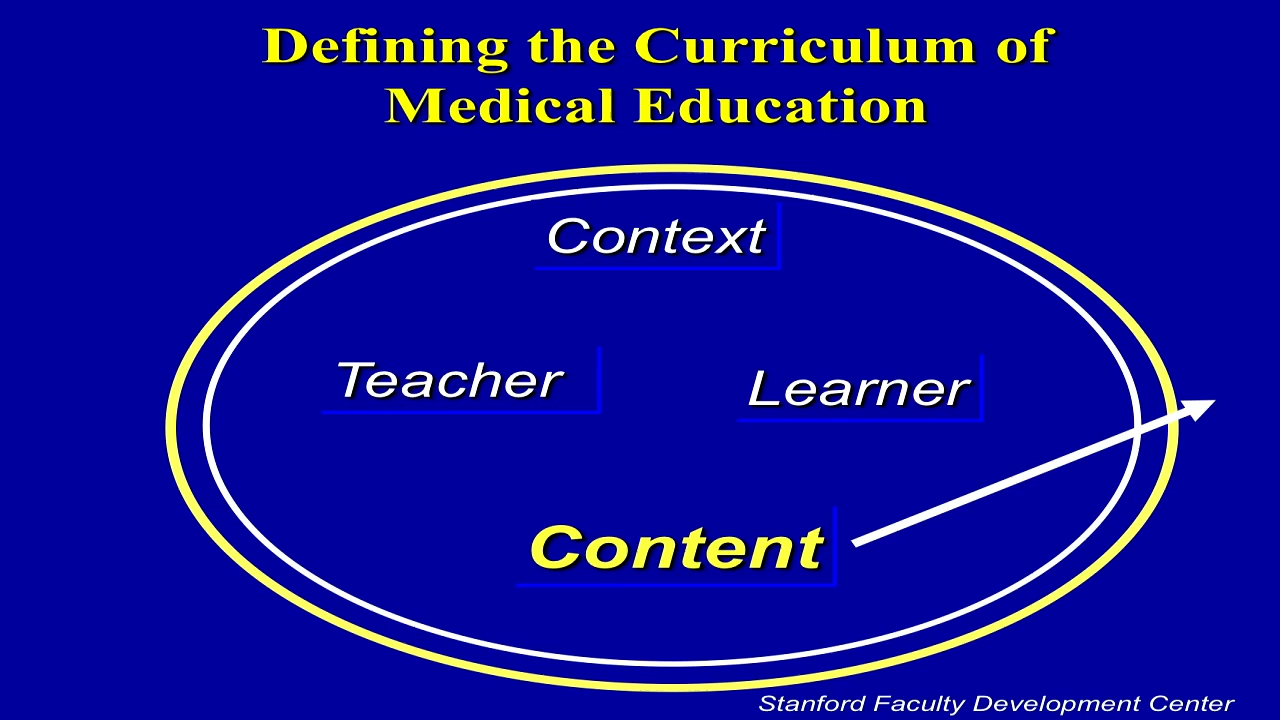 Defining the Curriculum of
Medical Education
Context
Teacher
Learner
Content
Stanford Faculty Development Center